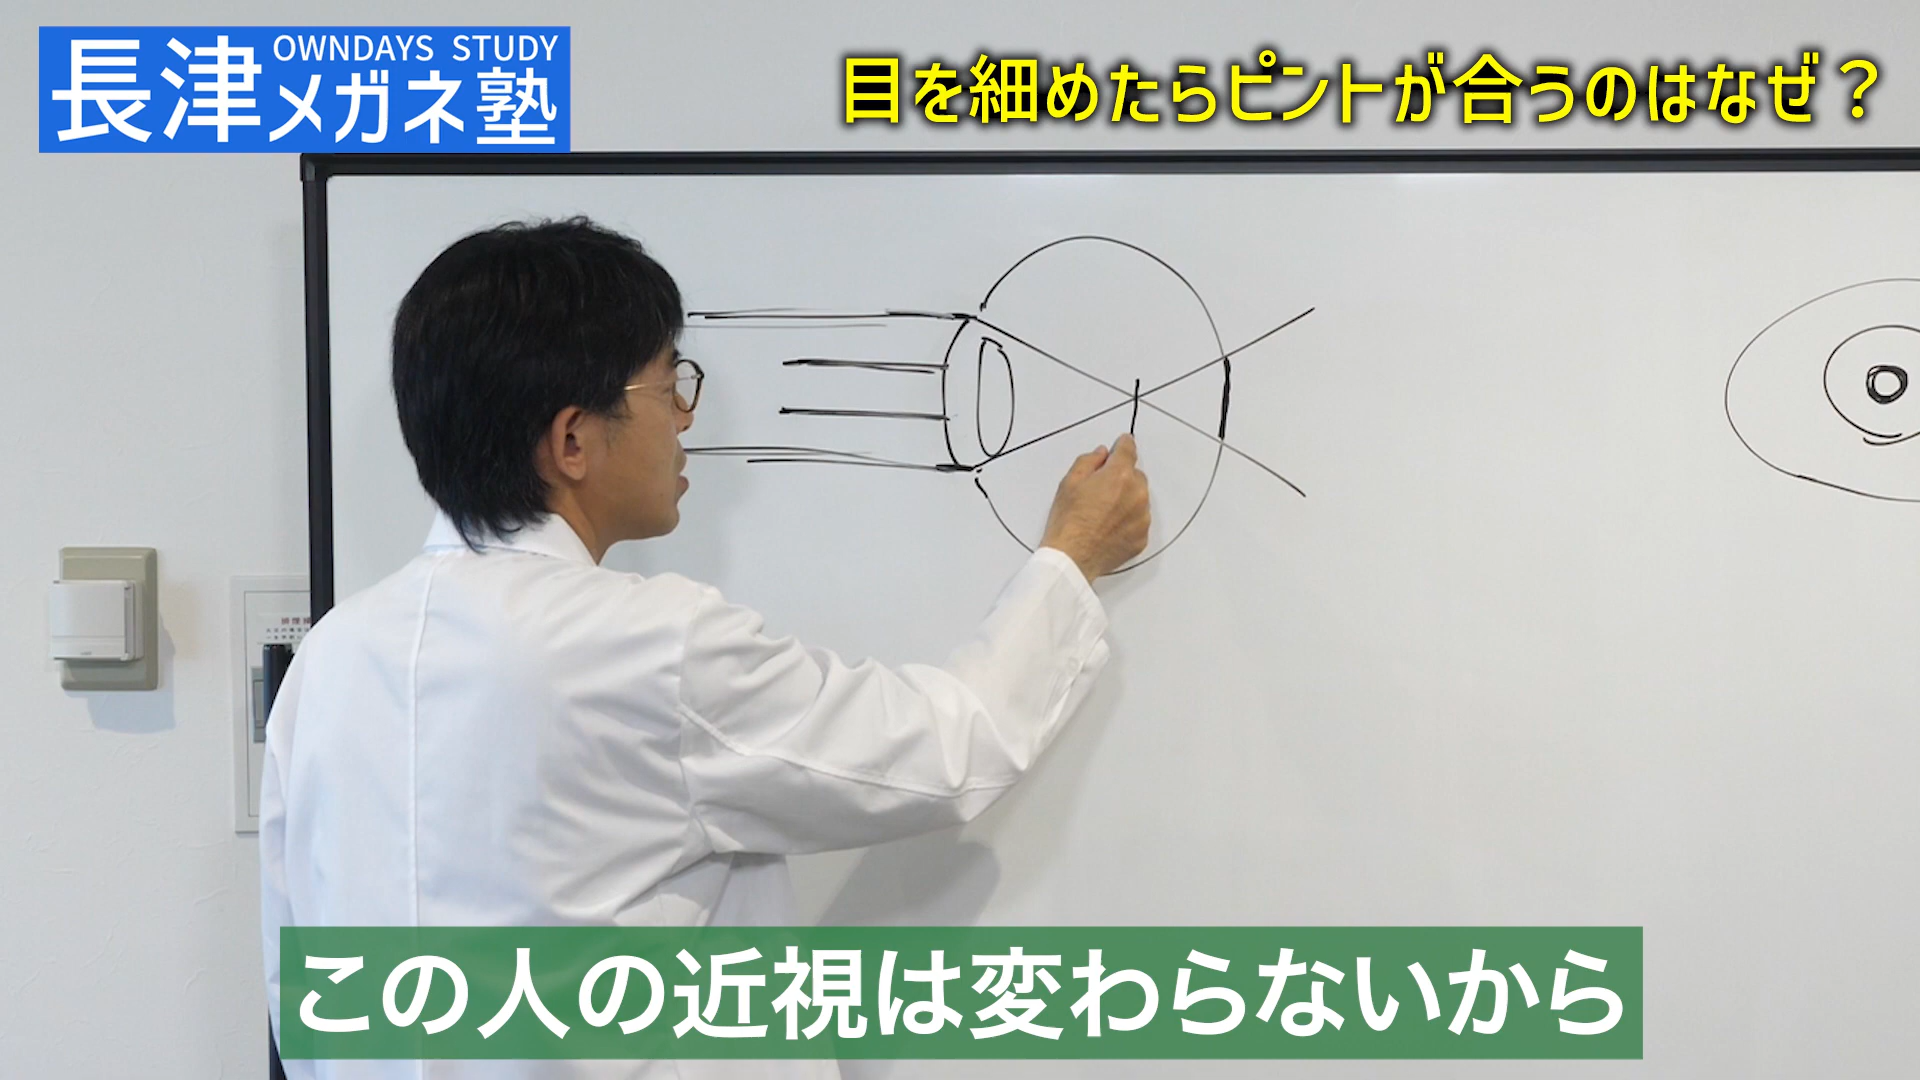 OWNDAYS STUDY
長津メガネ塾
目を細めたらピントが合うのはなぜ？
この人の近視は変わらないから